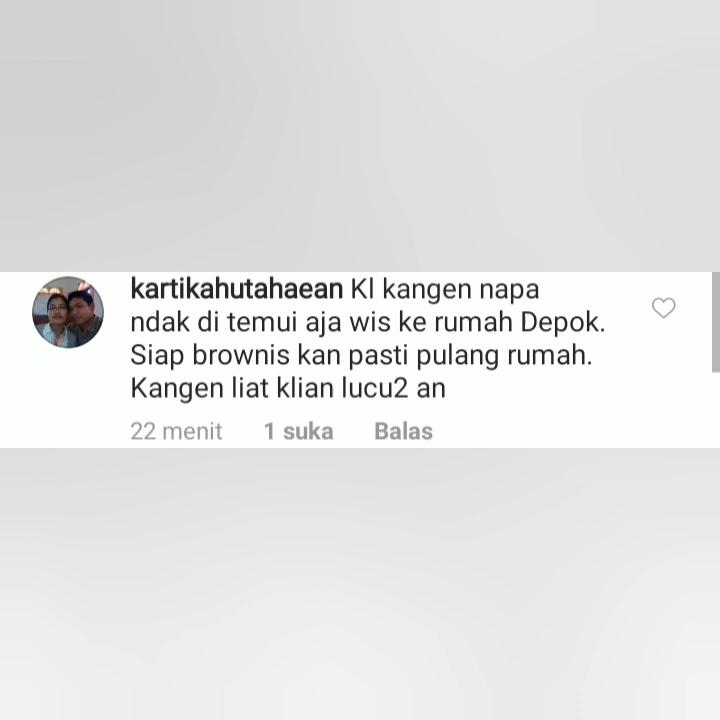 kartikahutahaean Kl kangen napa
ndak di temui aja wis ke rumah Depok.
Siap brownis kan pasti pulang rumah.
Kangen liat klian lucu2 an
22 menit 1 suka Balas